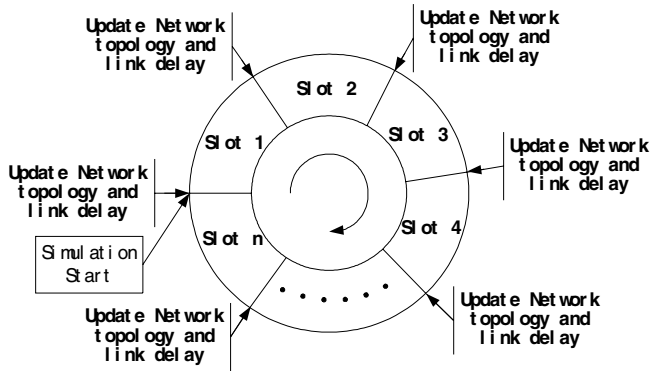 Update Network
topology and
link delay
Update Network
topology and
link delay
Slot 2
Slot 1
Slot 3
Update Network
topology and
link delay
Update Network
topology and
link delay
Slot n
Slot 4
Simulation
Start
......
Update Network
topology and
link delay
Update Network
topology and
link delay